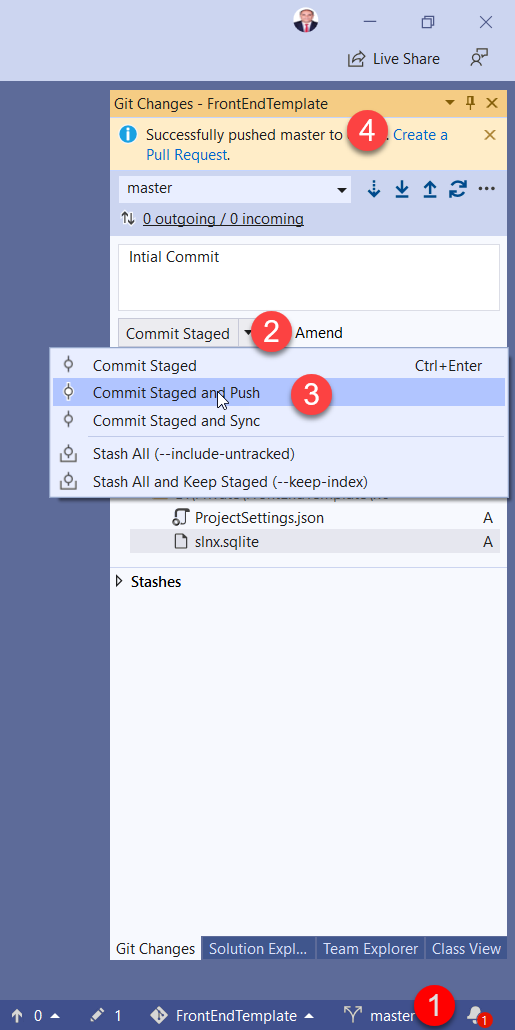 Live Share
Git Changes - FrontEndTemplate
Successfully pushed master to 4. Create a
Pull Request.
master
0 outgoing / 0 incoming
Intial Commit
Commit Staged 2 Amend
Commit Staged Ctrl+Enter
Commit Staged and Push 3
Commit Staged and Sync
Stash All (--include-untracked)
Stash All and Keep Staged (--keep-index)
ProjectSettings.json A
slnx.sqlite A
Stashes
Git Changes Solution Expl... Team Explorer Class View
0 1 FrontEndTemplate master 1 1